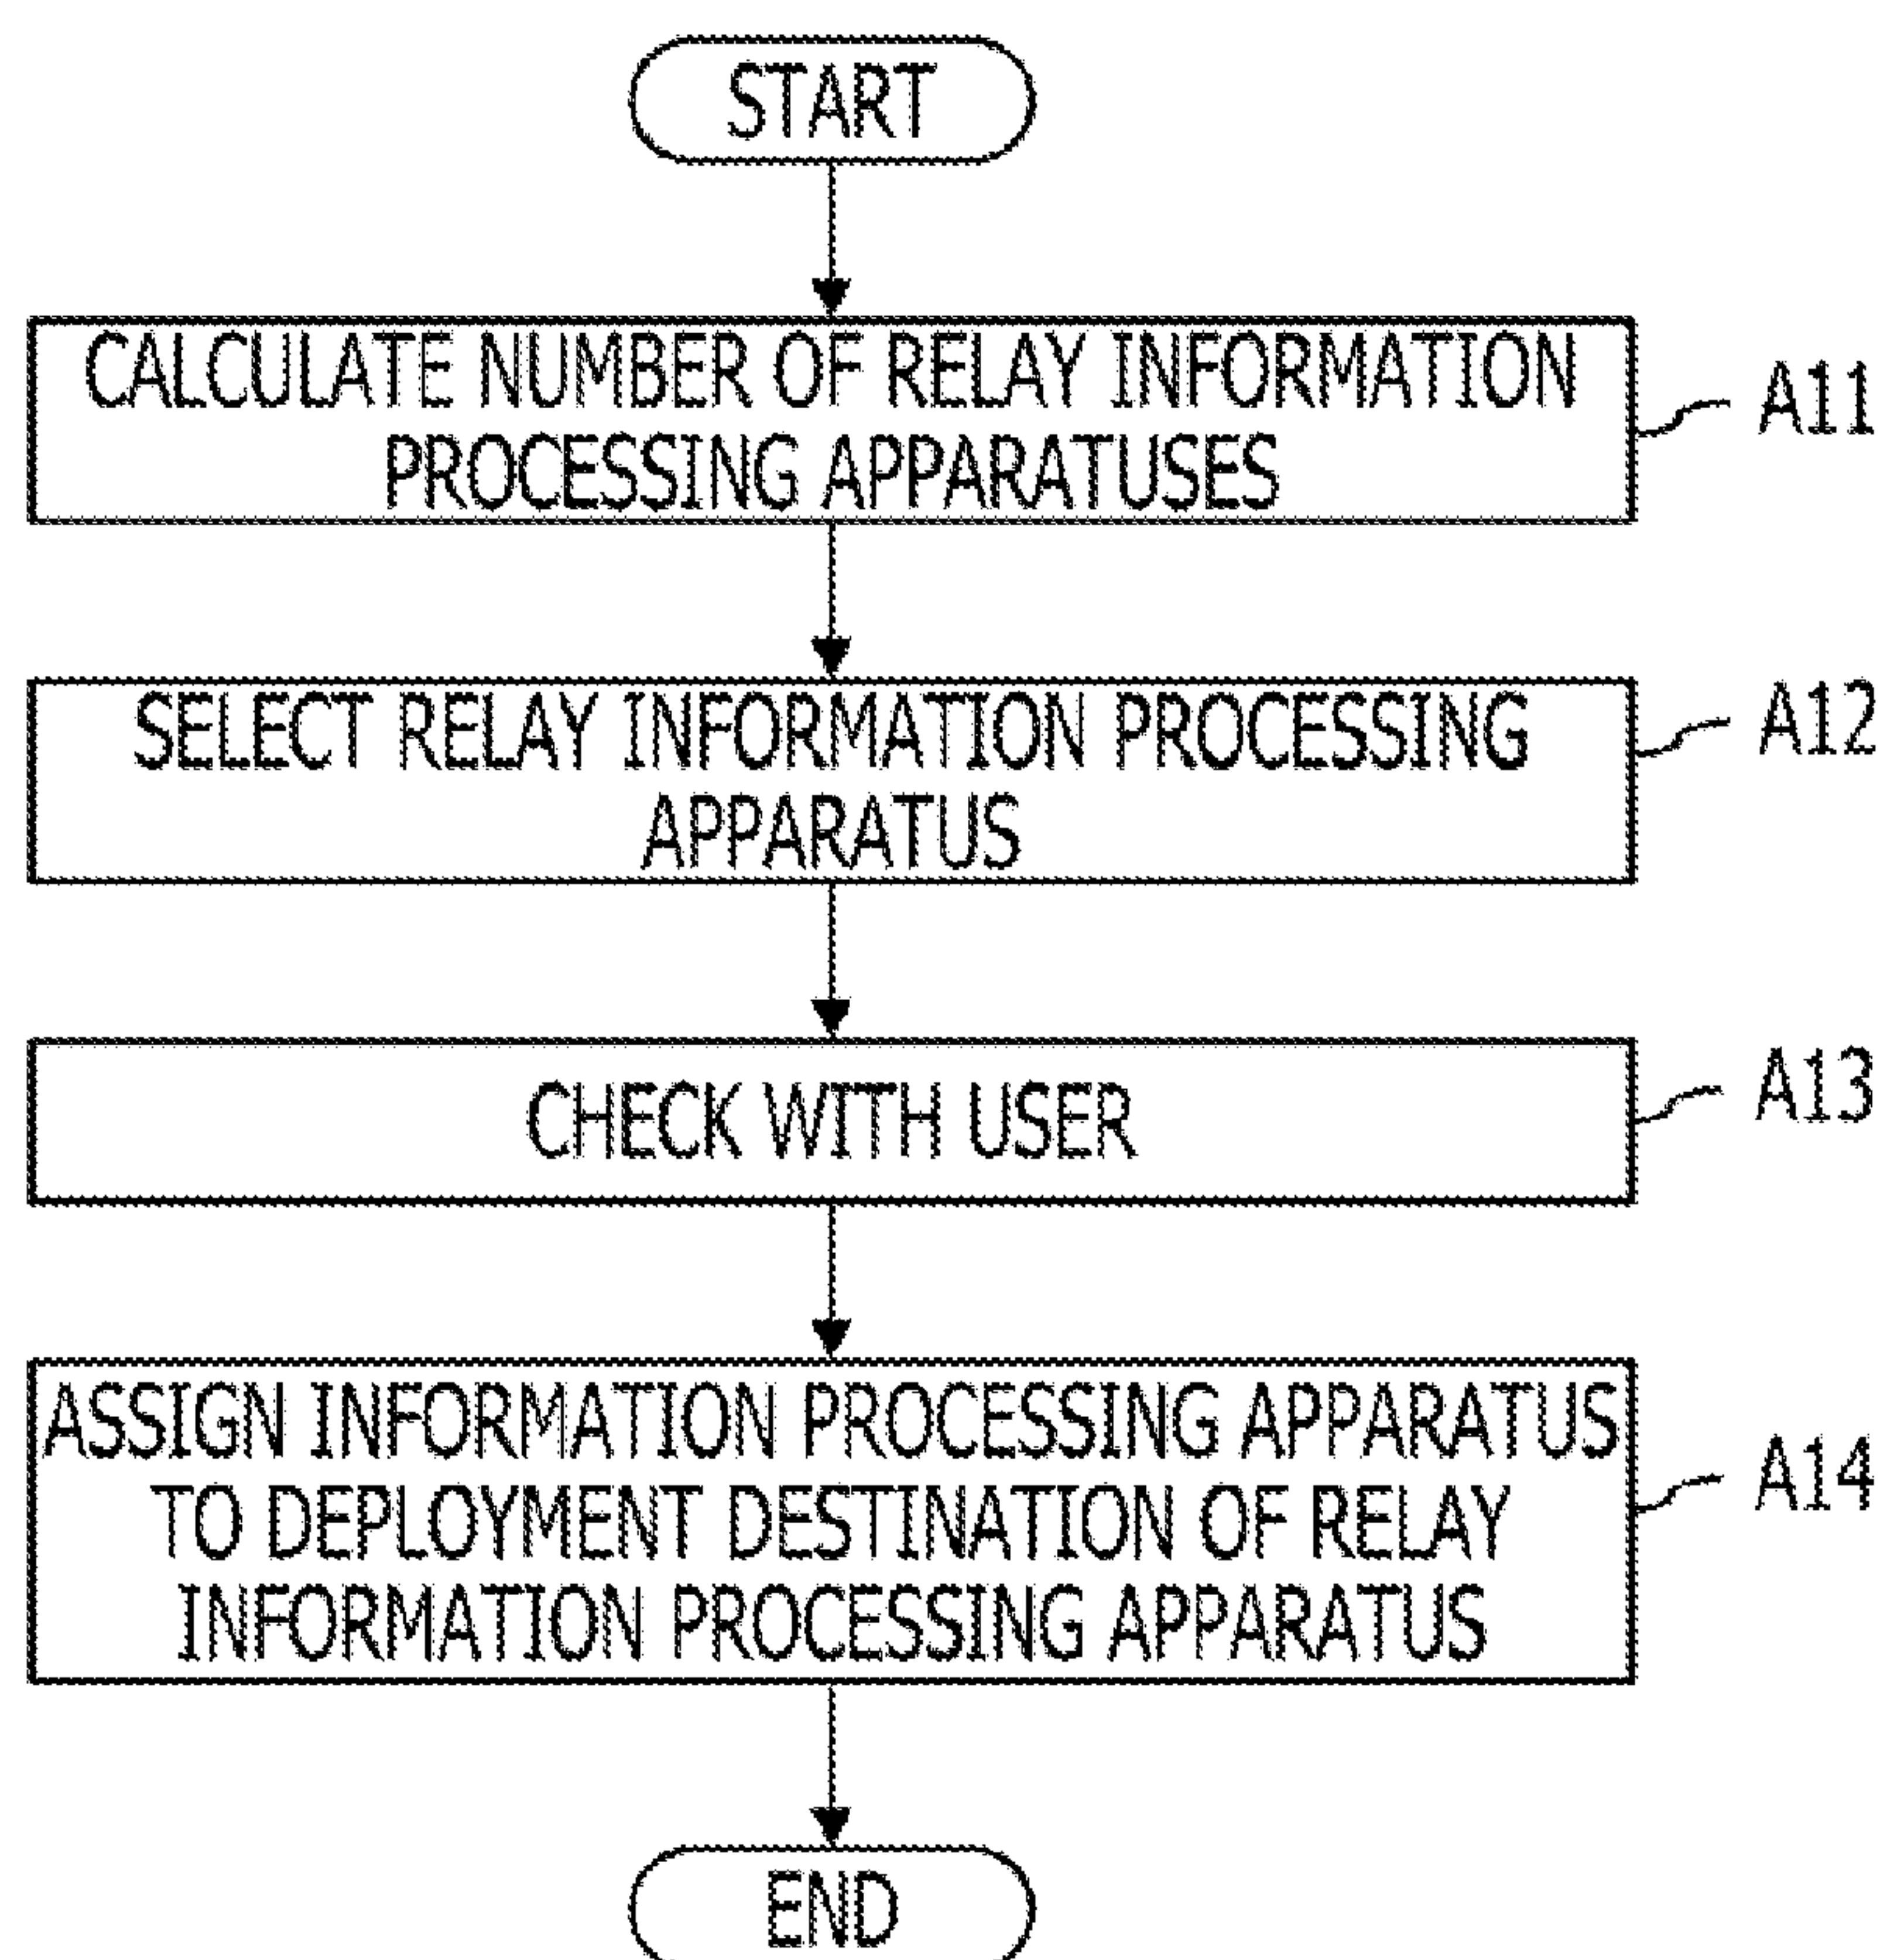 START
CALCULATE NUMBER OF RELAY INFORMATION
PROCESSING APPARATUSES
A11
SELECT RELAY INFORMATION PROCESSING
APPARATUS
A12
CHECK WITH USER
A13
ASSIGN INFORMATION PROCESSING APPARATUS
TO DEPLOYMENT DESTINATION OF RELAY
INFORMATION PROCESSING APPARATUS
A14
END